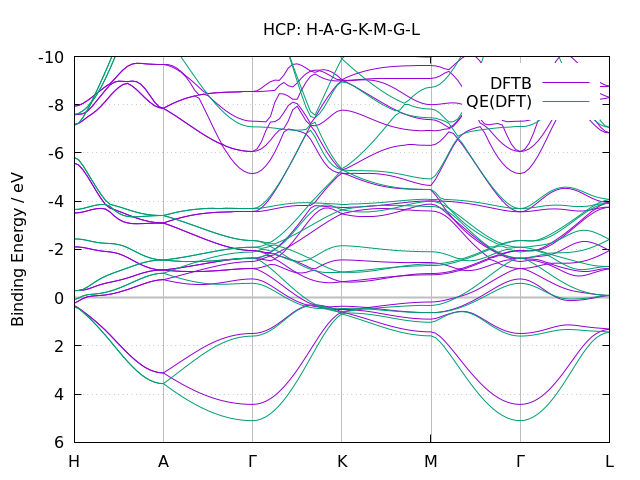 HCP: H-A-G-K-M-G-L
Binding Energy / eV
-10
-8
-6
-4
-2
0
2
4
6
DFTB
QE(DFT)
H A Γ K M Γ L